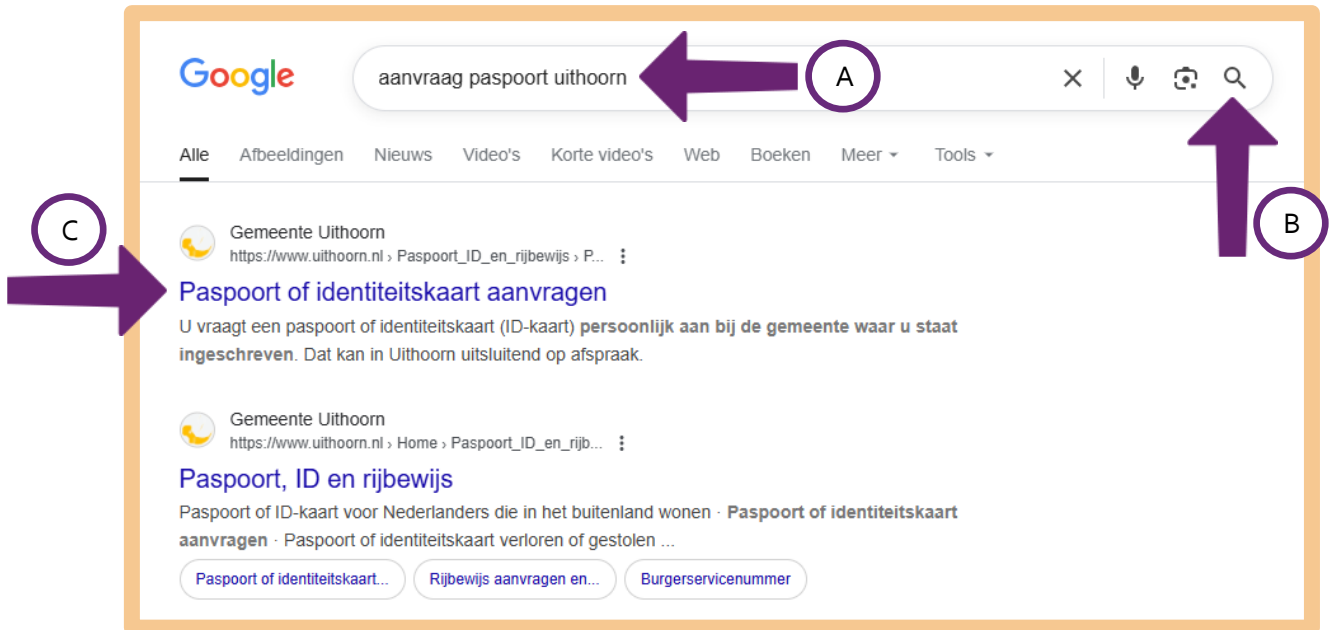 Google
aanvraag paspoort uithoorn
A
Alle Afbeeldingen Nieuws Video's Korte video's Web Boeken Meer Tools
B
C
Gemeente Uithoorn
https://www.uithoorn.nl › Paspoort_ID_en_rijbewijs › P...
Paspoort of identiteitskaart aanvragen
U vraagt een paspoort of identiteitskaart (ID-kaart) persoonlijk aan bij de gemeente waar u staat
ingeschreven. Dat kan in Uithoorn uitsluitend op afspraak.
Gemeente Uithoorn
https://www.uithoorn.nl › Home › Paspoort_ID_en_rijb...
Paspoort, ID en rijbewijs
Paspoort of ID-kaart voor Nederlanders die in het buitenland wonen · Paspoort of identiteitskaart
aanvragen · Paspoort of identiteitskaart verloren of gestolen ...
Paspoort of identiteitskaart... Rijbewijs aanvragen en... Burgerservicenummer